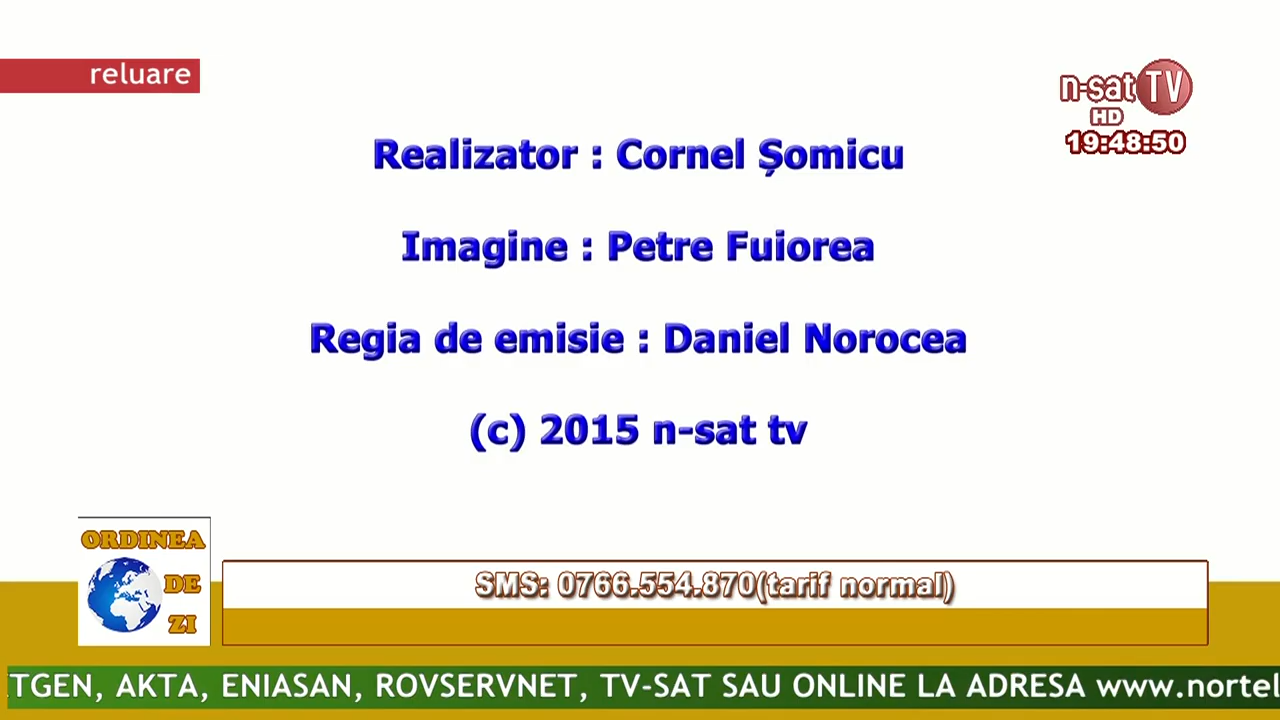 reluare
n-sat TV
HD
19:48:50
Realizator : Cornel Șomicu
Imagine : Petre Fuiorea
Regia de emisie : Daniel Norocea
(c) 2015 n-sat tv
ORDINEA
DE
ZI
SMS: 0766.554.870(tarif normal)
TGEN, AKTA, ENIASAN, ROVSERVNET, TV-SAT SAU ONLINE LA ADRESA www.nortel